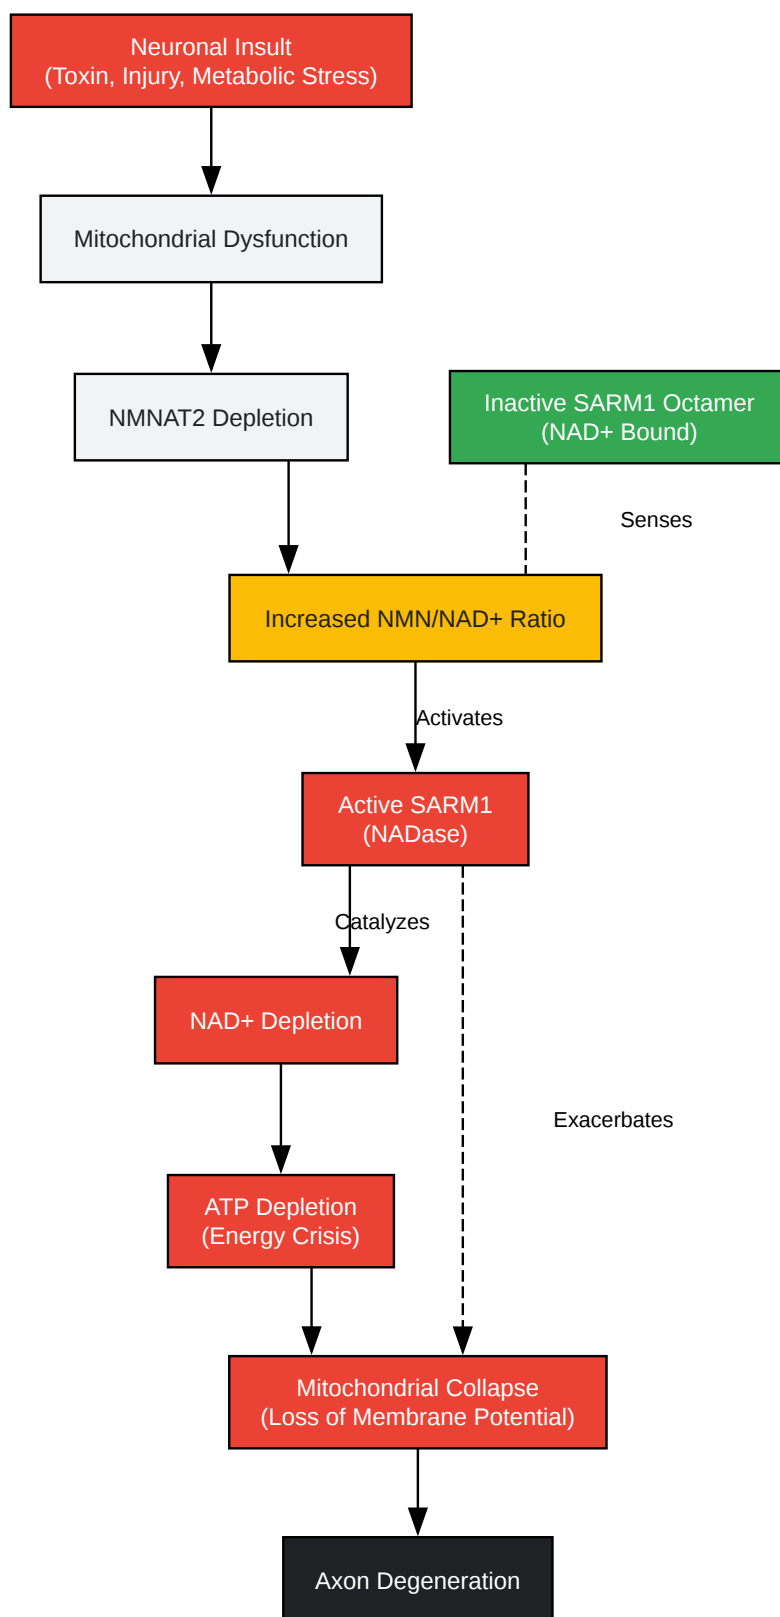 Neuronal Insult
(Toxin, Injury, Metabolic Stress)
Mitochondrial Dysfunction
NMNAT2 Depletion
Inactive SARM1 Octamer
(NAD+ Bound)
Senses
Increased NMN/NAD+ Ratio
Activates
Active SARM1
(NADase)
Catalyzes
NAD+ Depletion
Exacerbates
ATP Depletion
(Energy Crisis)
Mitochondrial Collapse
(Loss of Membrane Potential)
Axon Degeneration